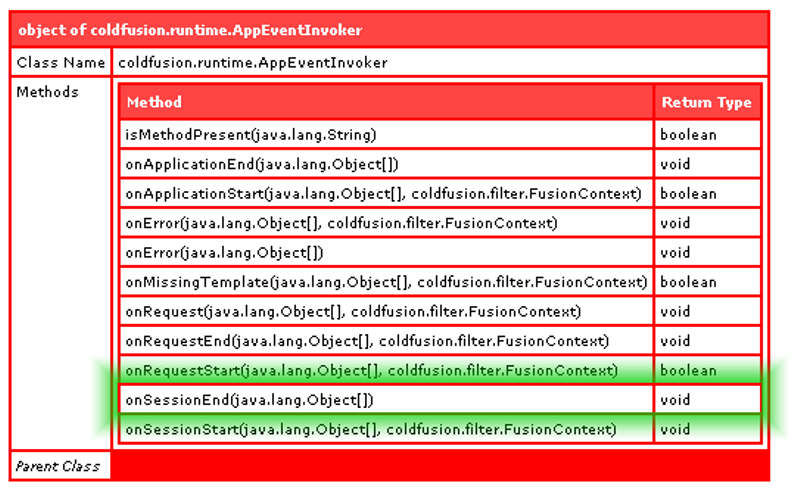 object of coldfusion.runtime.AppEventInvoker
Class Name coldfusion.runtime.AppEventInvoker
Methods
Method Return Type
isMethodPresent(java.lang.String) boolean
onApplicationEnd(java.lang.Object[]) void
onApplicationStart(java.lang.Object[], coldfusion.filter.FusionContext) boolean
onError(java.lang.Object[], coldfusion.filter.FusionContext) void
onError(java.lang.Object[]) void
onMissingTemplate(java.lang.Object[], coldfusion.filter.FusionContext) boolean
onRequest(java.lang.Object[], coldfusion.filter.FusionContext) void
onRequestEnd(java.lang.Object[], coldfusion.filter.FusionContext) void
onRequestStart(java.lang.Object[], coldfusion.filter.FusionContext) boolean
onSessionEnd(java.lang.Object[]) void
onSessionStart(java.lang.Object[], coldfusion.filter.FusionContext) void
Parent Class